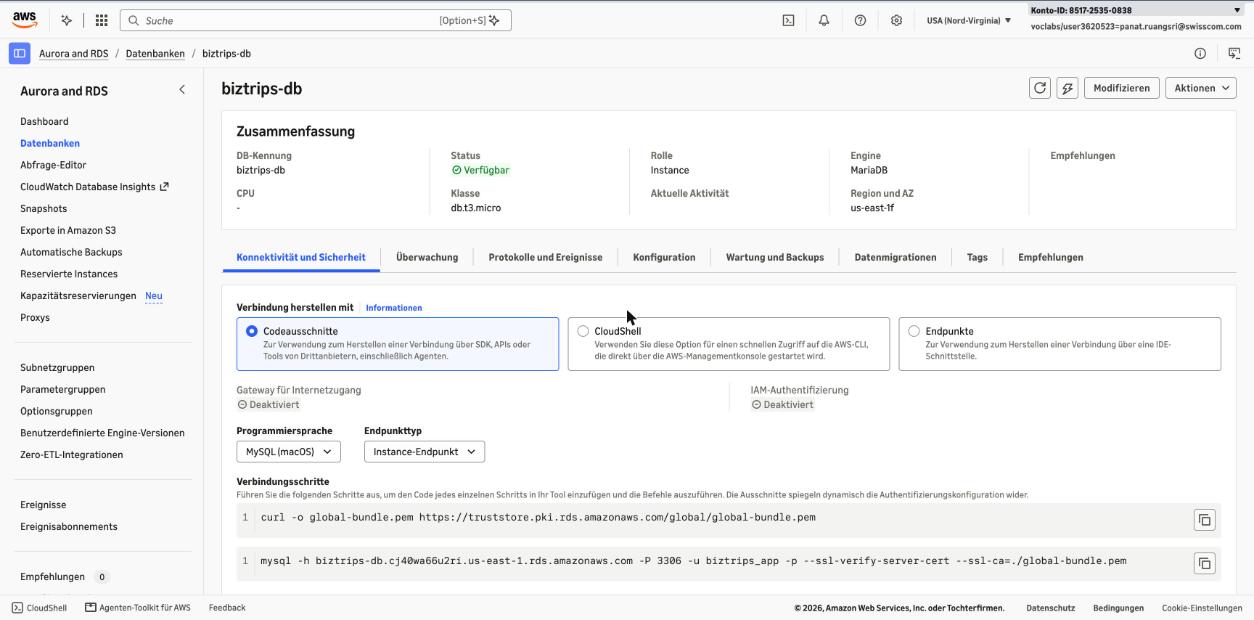 aws
Suche
[Option+S]
USA (Nord-Virginia)
Konto-ID: 8517-2535-0838
voclabs/user3620523=panat.ruangsri@swisscom.com
Aurora and RDS / Datenbanken / biztrips-db
Aurora and RDS
Dashboard
Datenbanken
Abfrage-Editor
CloudWatch Database Insights
Snapshots
Exporte in Amazon S3
Automatische Backups
Reservierte Instances
Kapazitätsreservierungen Neu
Proxys
Subnetzgruppen
Parametergruppen
Optionsgruppen
Benutzerdefinierte Engine-Versionen
Zero-ETL-Integrationen
Ereignisse
Ereignisabonnements
Empfehlungen 0
biztrips-db
Modifizieren
Aktionen
Zusammenfassung
DB-Kennung
biztrips-db
CPU
-
Status
Verfügbar
Klasse
db.t3.micro
Rolle
Instance
Aktuelle Aktivität
Engine
MariaDB
Region und AZ
us-east-1f
Empfehlungen
Konnektivität und Sicherheit
Überwachung
Protokolle und Ereignisse
Konfiguration
Wartung und Backups
Datenmigrationen
Tags
Empfehlungen
Verbindung herstellen mit
Informationen
Codeausschnitte
Zur Verwendung zum Herstellen einer Verbindung über SDK, APIs oder
Tools von Drittanbietern, einschließlich Agenten.
CloudShell
Verwenden Sie diese Option für einen schnellen Zugriff auf die AWS-CLI,
die direkt über die AWS-Managementkonsole gestartet wird.
Endpunkte
Zur Verwendung zum Herstellen einer Verbindung über eine IDE-
Schnittstelle.
Gateway für Internetzugang
Deaktiviert
IAM-Authentifizierung
Deaktiviert
Programmiersprache
MySQL (macOS)
Endpunkttyp
Instance-Endpunkt
Verbindungsschritte
Führen Sie die folgenden Schritte aus, um den Code jedes einzelnen Schritts in Ihr Tool einzufügen und die Befehle auszuführen. Die Ausschnitte spiegeln dynamisch die Authentifizierungskonfiguration wider.
1 curl -o global-bundle.pem https://truststore.pki.rds.amazonaws.com/global/global-bundle.pem
1 mysql -h biztrips-db.cj40wa66u2ri.us-east-1.rds.amazonaws.com -P 3306 -u biztrips_app -p --ssl-verify-server-cert --ssl-ca=./global-bundle.pem
CloudShell
Agenten-Toolkit für AWS
Feedback
© 2026, Amazon Web Services, Inc. oder Tochterfirmen.
Datenschutz
Bedingungen
Cookie-Einstellungen